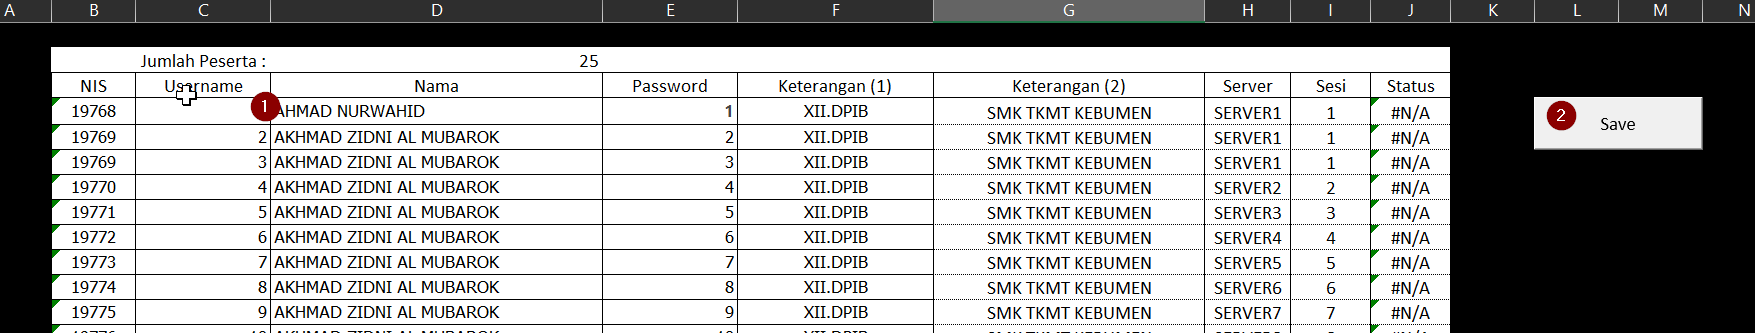 A B C D E F G H I J K L M N
Jumlah Peserta : 25
NIS Username Nama Password Keterangan (1) Keterangan (2) Server Sesi Status
19768 1 AHMAD NURWAHID 1 XII.DPIB SMK TKMT KEBUMEN SERVER1 1 #N/A
2 Save
19769 2 AKHMAD ZIDNI AL MUBAROK 2 XII.DPIB SMK TKMT KEBUMEN SERVER1 1 #N/A
19769 3 AKHMAD ZIDNI AL MUBAROK 3 XII.DPIB SMK TKMT KEBUMEN SERVER1 1 #N/A
19770 4 AKHMAD ZIDNI AL MUBAROK 4 XII.DPIB SMK TKMT KEBUMEN SERVER2 2 #N/A
19771 5 AKHMAD ZIDNI AL MUBAROK 5 XII.DPIB SMK TKMT KEBUMEN SERVER3 3 #N/A
19772 6 AKHMAD ZIDNI AL MUBAROK 6 XII.DPIB SMK TKMT KEBUMEN SERVER4 4 #N/A
19773 7 AKHMAD ZIDNI AL MUBAROK 7 XII.DPIB SMK TKMT KEBUMEN SERVER5 5 #N/A
19774 8 AKHMAD ZIDNI AL MUBAROK 8 XII.DPIB SMK TKMT KEBUMEN SERVER6 6 #N/A
19775 9 AKHMAD ZIDNI AL MUBAROK 9 XII.DPIB SMK TKMT KEBUMEN SERVER7 7 #N/A